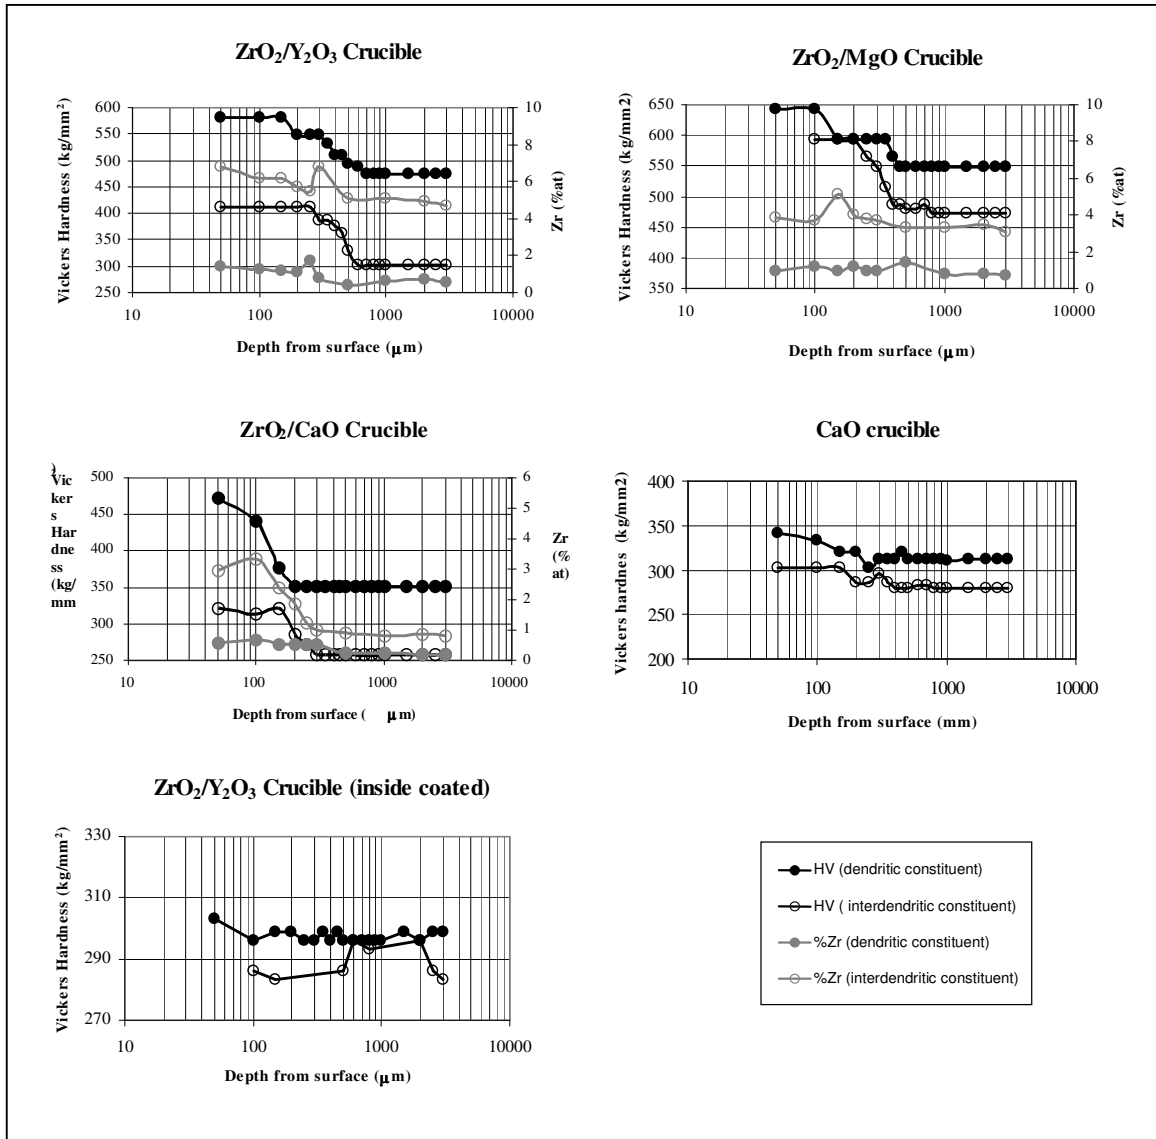 ZrO2/Y2O3 Crucible
Vickers Hardness (kg/mm²)
600
550
500
450
400
350
300
250
10
8
6
4
2
0
Zr (%at)
10 100 1000 10000
Depth from surface (μm)
ZrO2/MgO Crucible
Vickers Hardness (kg/mm2)
650
600
550
500
450
400
350
10
8
6
4
2
0
Zr (%at)
10 100 1000 10000
Depth from surface (μm)
ZrO2/CaO Crucible
)
Vic
ker
s
Har
dne
ss
(kg/
mm
500
450
400
350
300
250
6
5
4
3
2
1
0
Zr
(%
at)
10 100 1000 10000
Depth from surface ( μm)
CaO crucible
Vickers hardnes (kg/mm2)
400
350
300
250
200
10 100 1000 10000
Depth from surface (mm)
ZrO2/Y2O3 Crucible (inside coated)
Vickers Hardness (kg/mm²)
330
310
290
270
10 100 1000 10000
Depth from surface (μm)
HV (dendritic constituent)
HV ( interdendritic constituent)
%Zr (dendritic constituent)
%Zr (interdendritic constituent)